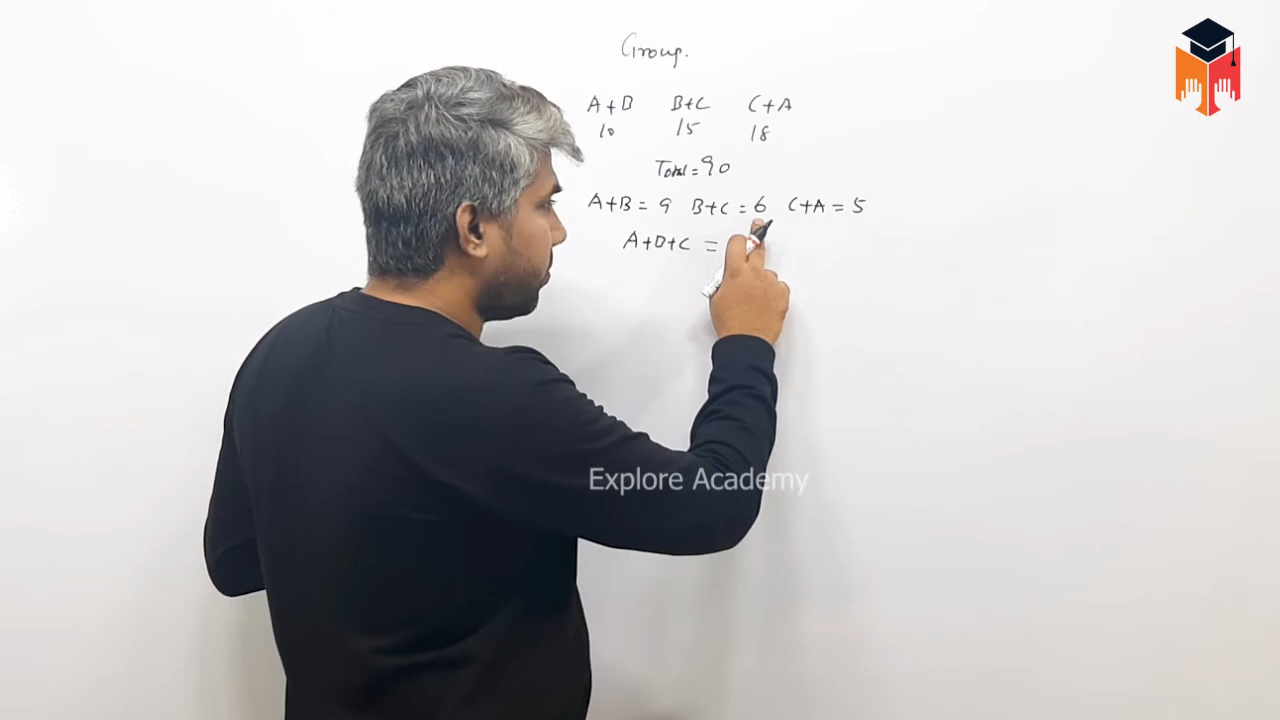 Group.
A+B B+C C+A
10 15 18
Total = 90
A+B = 9 B+C = 6 C+A = 5
A+B+C =
Explore Academy